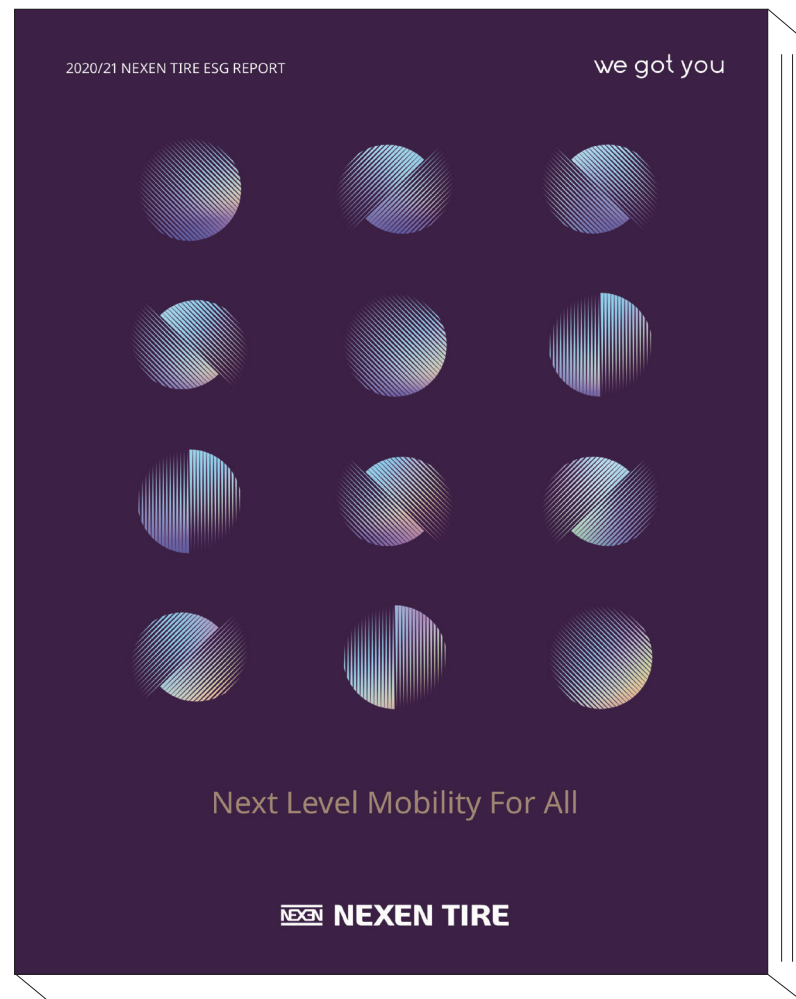 2020/21 NEXEN TIRE ESG REPORT
we got you
Next Level Mobility For All
NEXEN NEXEN TIRE